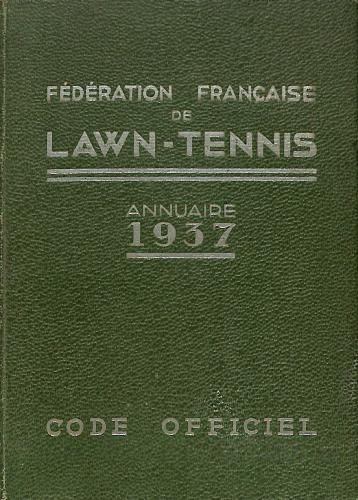 FÉDÉRATION FRANÇAISE
DE
LAWN-TENNIS
ANNUAIRE
1937
CODE OFFICIEL